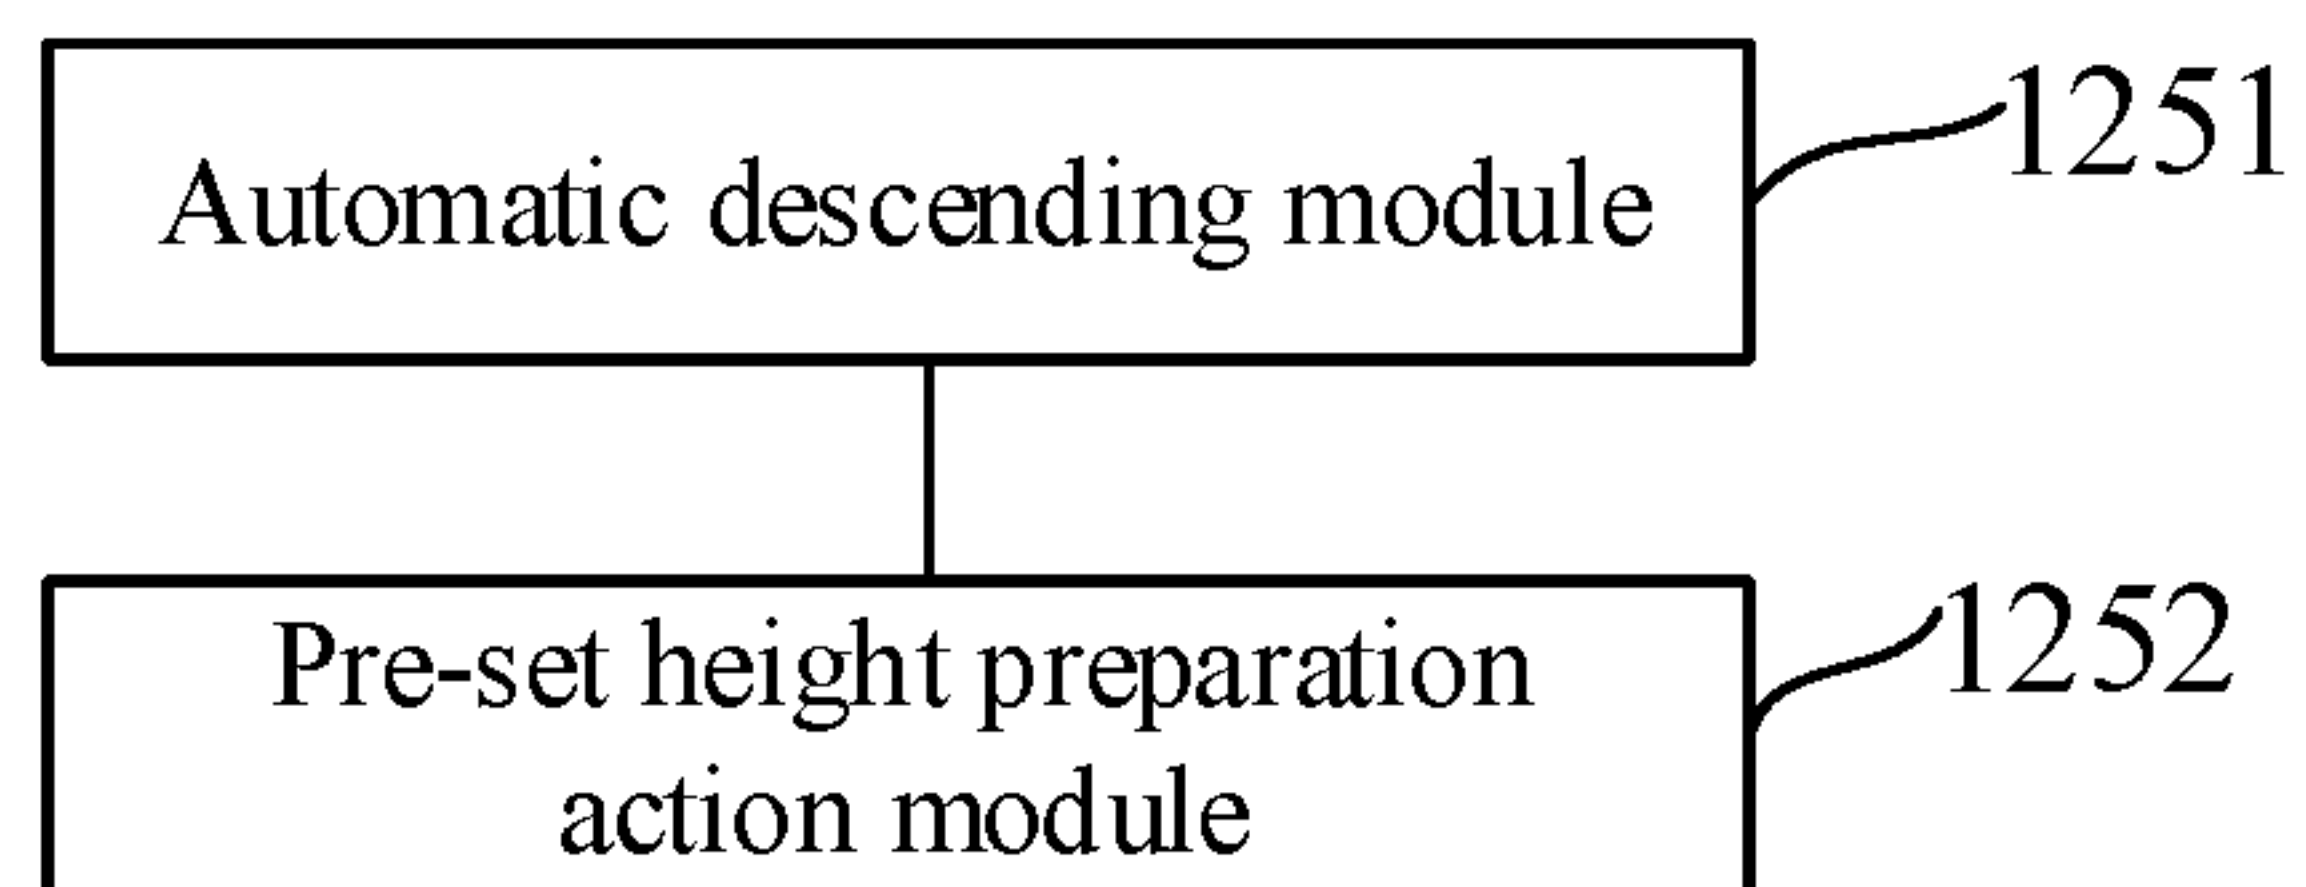 Automatic descending module
1251
Pre-set height preparation
action module
1252